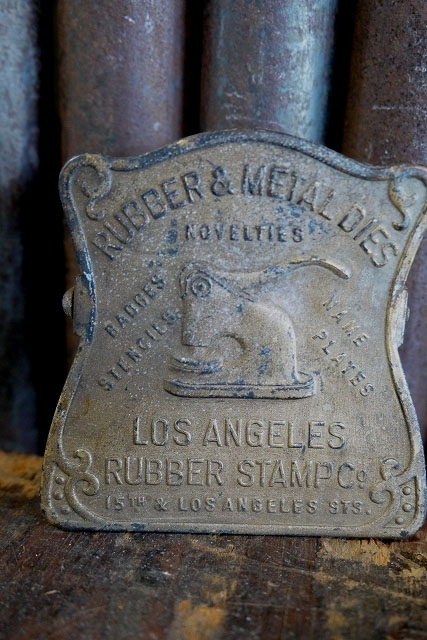 RUBBER & METAL DIES
NOVELTIES
BADGES
STENCILS.
NAME
PLATES
LOS ANGELES
RUBBER STAMP Co.
15TH & LOS ANGELES STS.